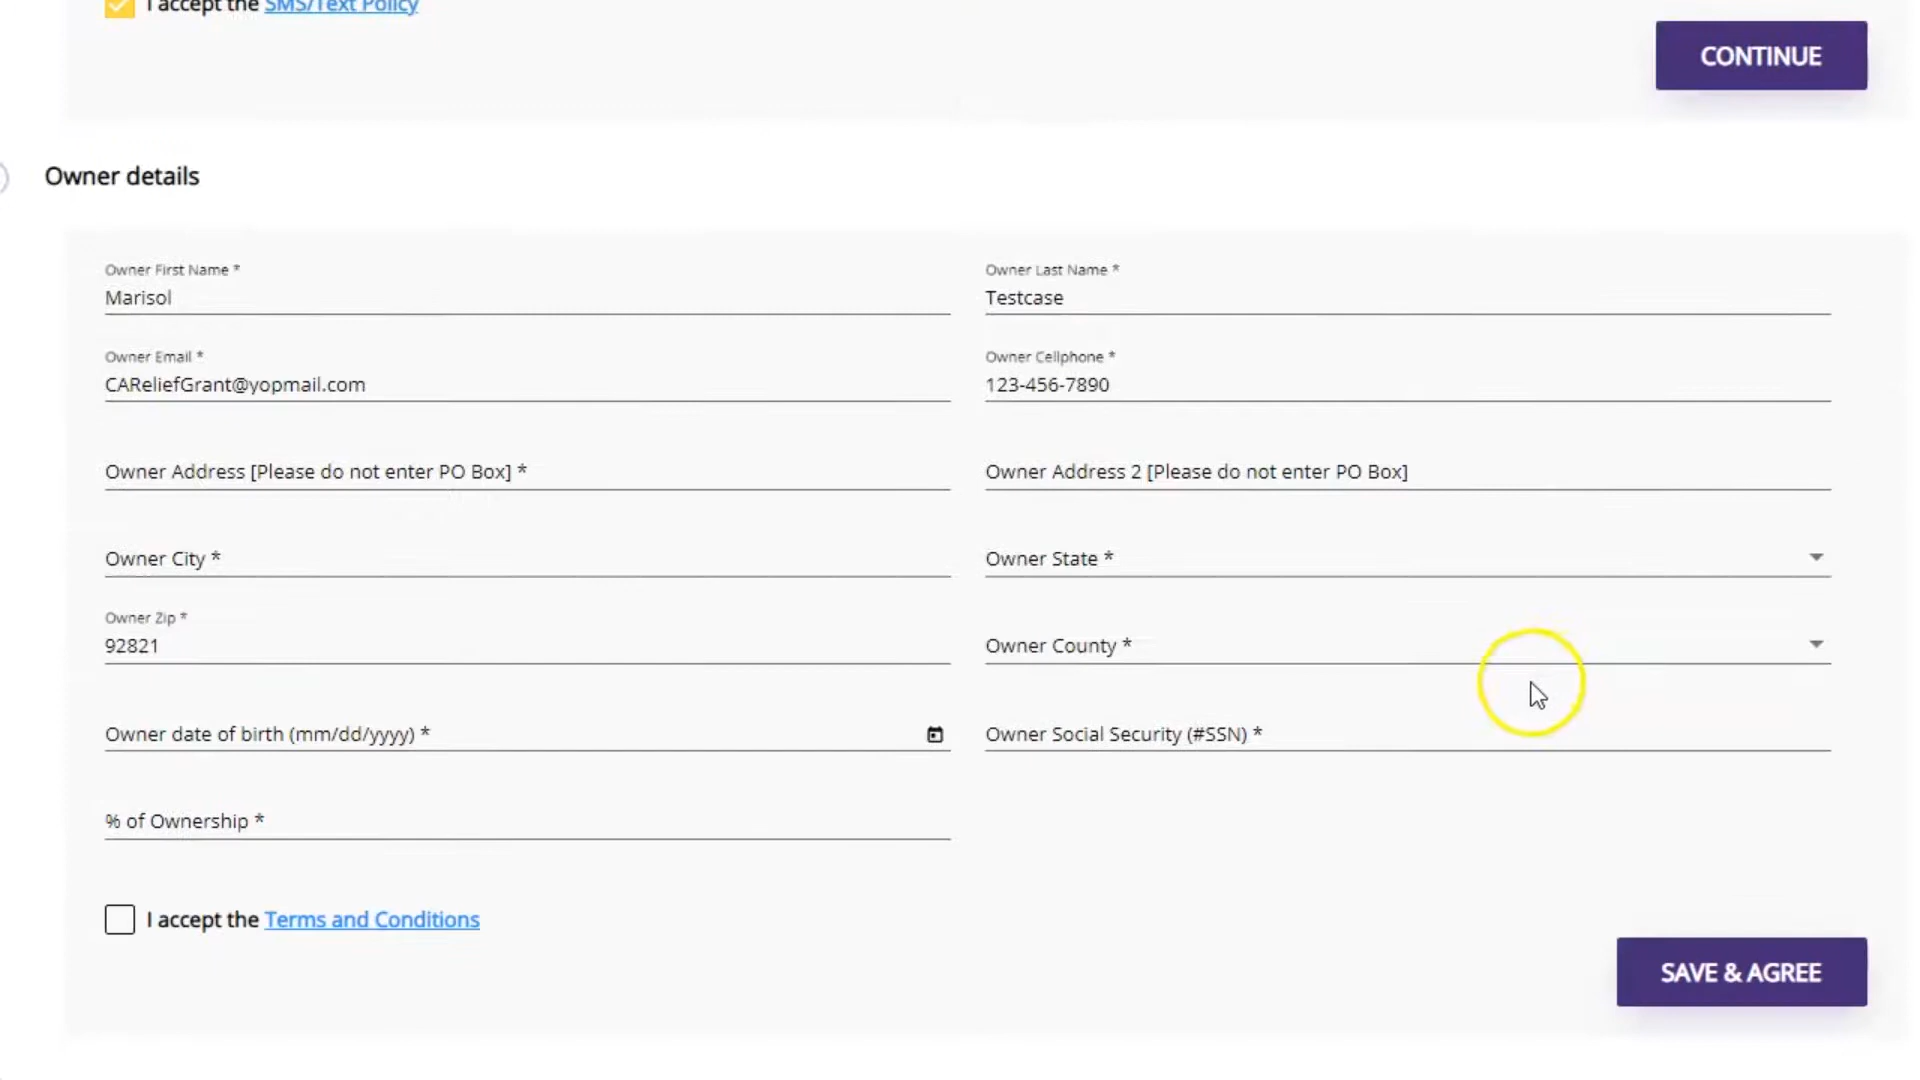 I accept the SMS/Text Policy
CONTINUE
Owner details
Owner First Name *
Marisol
Owner Last Name *
Testcase
Owner Email *
CAReliefGrant@yopmail.com
Owner Cellphone *
123-456-7890
Owner Address [Please do not enter PO Box] *
Owner Address 2 [Please do not enter PO Box]
Owner City *
Owner State *
Owner Zip *
92821
Owner County *
Owner date of birth (mm/dd/yyyy) *
Owner Social Security (#SSN) *
% of Ownership *
I accept the Terms and Conditions
SAVE & AGREE